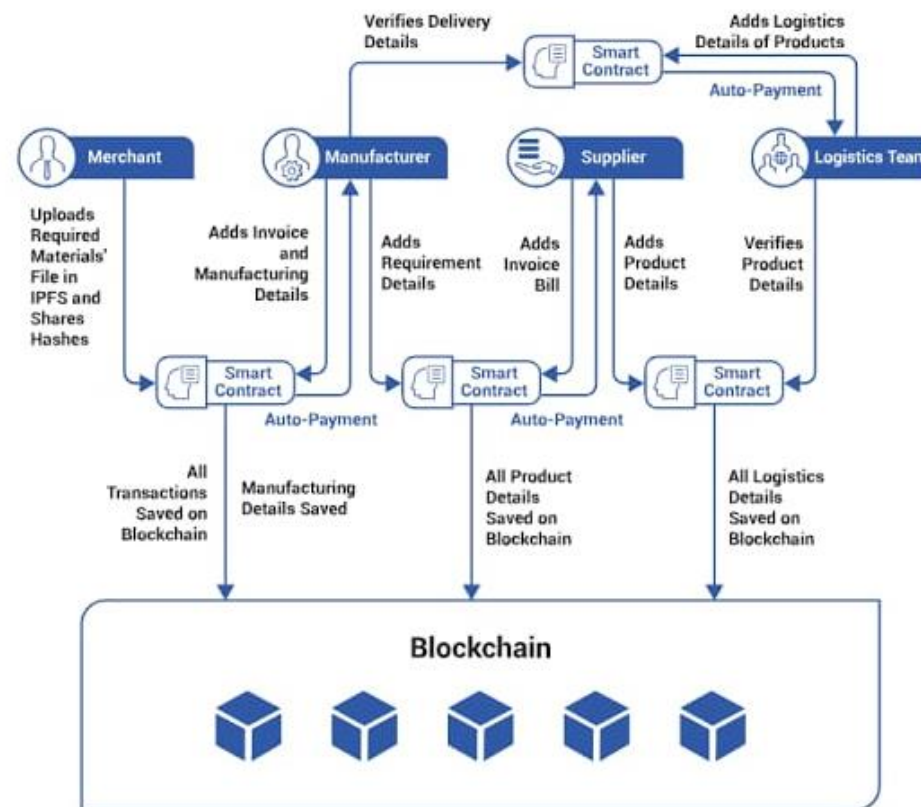 Verifies Delivery
Details
Smart
Contract
Adds Logistics
Details of Products
Auto-Payment
Merchant
Manufacturer
Supplier
Logistics Team
Uploads
Required
Materials'
File in
IPFS and
Shares
Hashes
Adds Invoice
and
Manufacturing
Details
Adds
Requirement
Details
Adds
Invoice
Bill
Adds
Product
Details
Verifies
Product
Details
Smart
Contract
Auto-Payment
Smart
Contract
Auto-Payment
Smart
Contract
All
Transactions
Saved on
Blockchain
Manufacturing
Details Saved
All Product
Details
Saved on
Blockchain
All Logistics
Details
Saved on
Blockchain
Blockchain